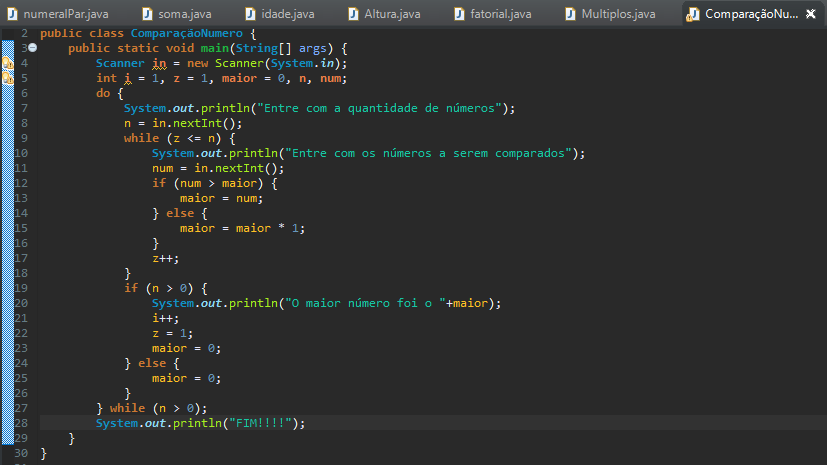 numeralPar.java soma.java idade.java Altura.java fatorial.java Multiplos.java ComparaçãoNu...
2 public class ComparaçãoNumero {
3 public static void main(String[] args) {
4 Scanner in = new Scanner(System.in);
5 int i = 1, z = 1, maior = 0, n, num;
6 do {
7 System.out.println("Entre com a quantidade de números");
8 n = in.nextInt();
9 while (z <= n) {
10 System.out.println("Entre com os números a serem comparados");
11 num = in.nextInt();
12 if (num > maior) {
13 maior = num;
14 } else {
15 maior = maior * 1;
16 }
17 z++;
18 }
19 if (n > 0) {
20 System.out.println("O maior número foi o "+maior);
21 i++;
22 z = 1;
23 maior = 0;
24 } else {
25 maior = 0;
26 }
27 } while (n > 0);
28 System.out.println("FIM!!!!");
29 }
30 }